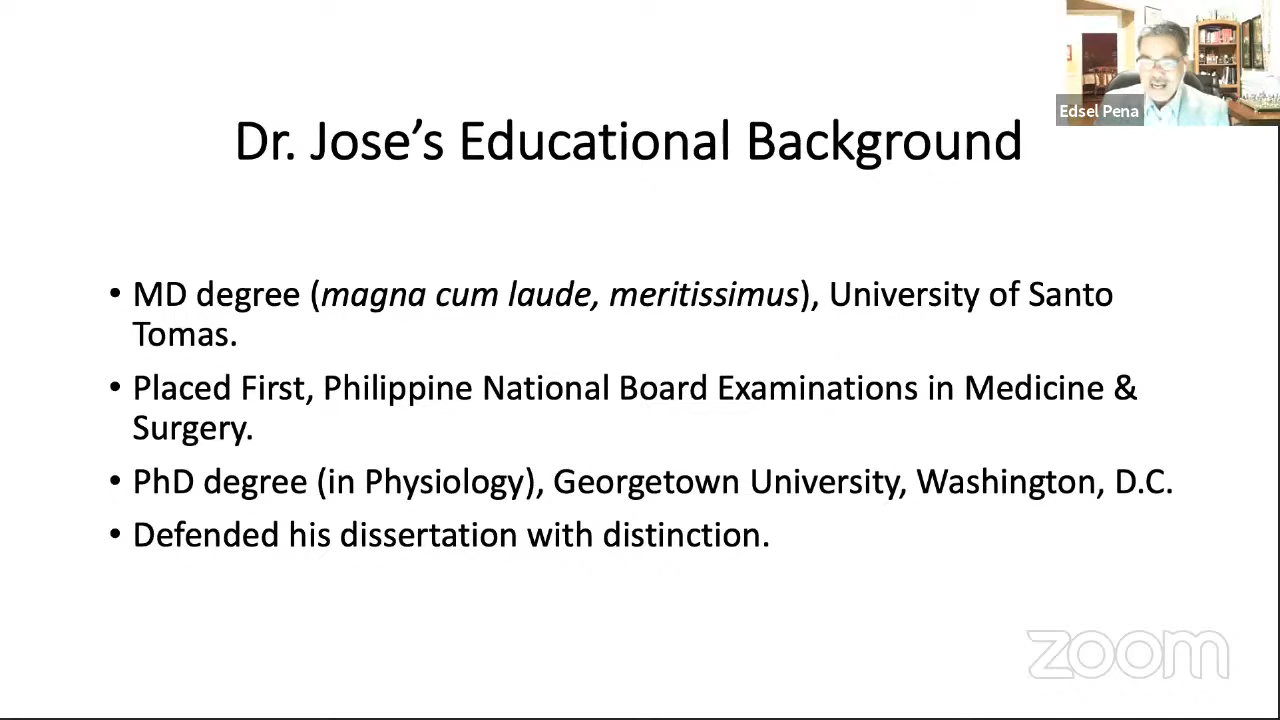 Edsel Pena
Dr. Jose’s Educational Background
• MD degree (magna cum laude, meritissimus), University of Santo
Tomas.
• Placed First, Philippine National Board Examinations in Medicine &
Surgery.
• PhD degree (in Physiology), Georgetown University, Washington, D.C.
• Defended his dissertation with distinction.
zoom